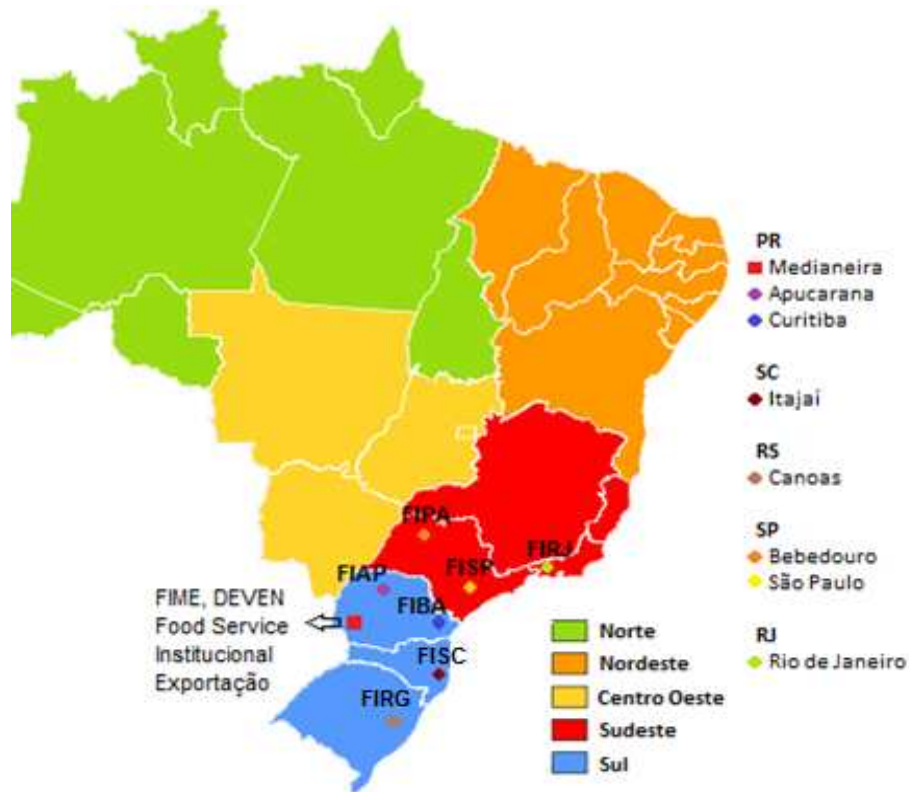 FIPA
FIRJ
FIAP
FISP
FIBA
FISC
FIRG
FIME, DEVEN
Food Service
Institucional
Exportação
Norte
Nordeste
Centro Oeste
Sudeste
Sul
PR
Medianeira
Apucarana
Curitiba
SC
Itajaí
RS
Canoas
SP
Bebedouro
São Paulo
RJ
Rio de Janeiro